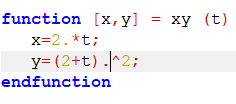 function [x,y] = xy (t)
x=2.*t;
y=(2+t).^2;
endfunction